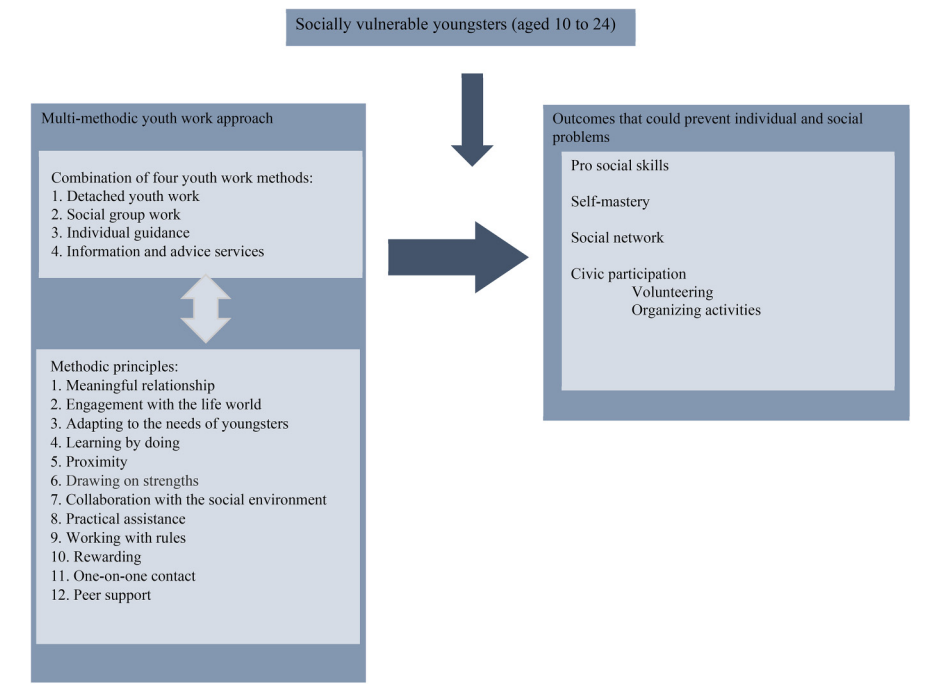 Socially vulnerable youngsters (aged 10 to 24)
Multi-methodic youth work approach
Combination of four youth work methods:
1. Detached youth work
2. Social group work
3. Individual guidance
4. Information and advice services
Methodic principles:
1. Meaningful relationship
2. Engagement with the life world
3. Adapting to the needs of youngsters
4. Learning by doing
5. Proximity
6. Drawing on strengths
7. Collaboration with the social environment
8. Practical assistance
9. Working with rules
10. Rewarding
11. One-on-one contact
12. Peer support
Outcomes that could prevent individual and social
problems
Pro social skills
Self-mastery
Social network
Civic participation
Volunteering
Organizing activities